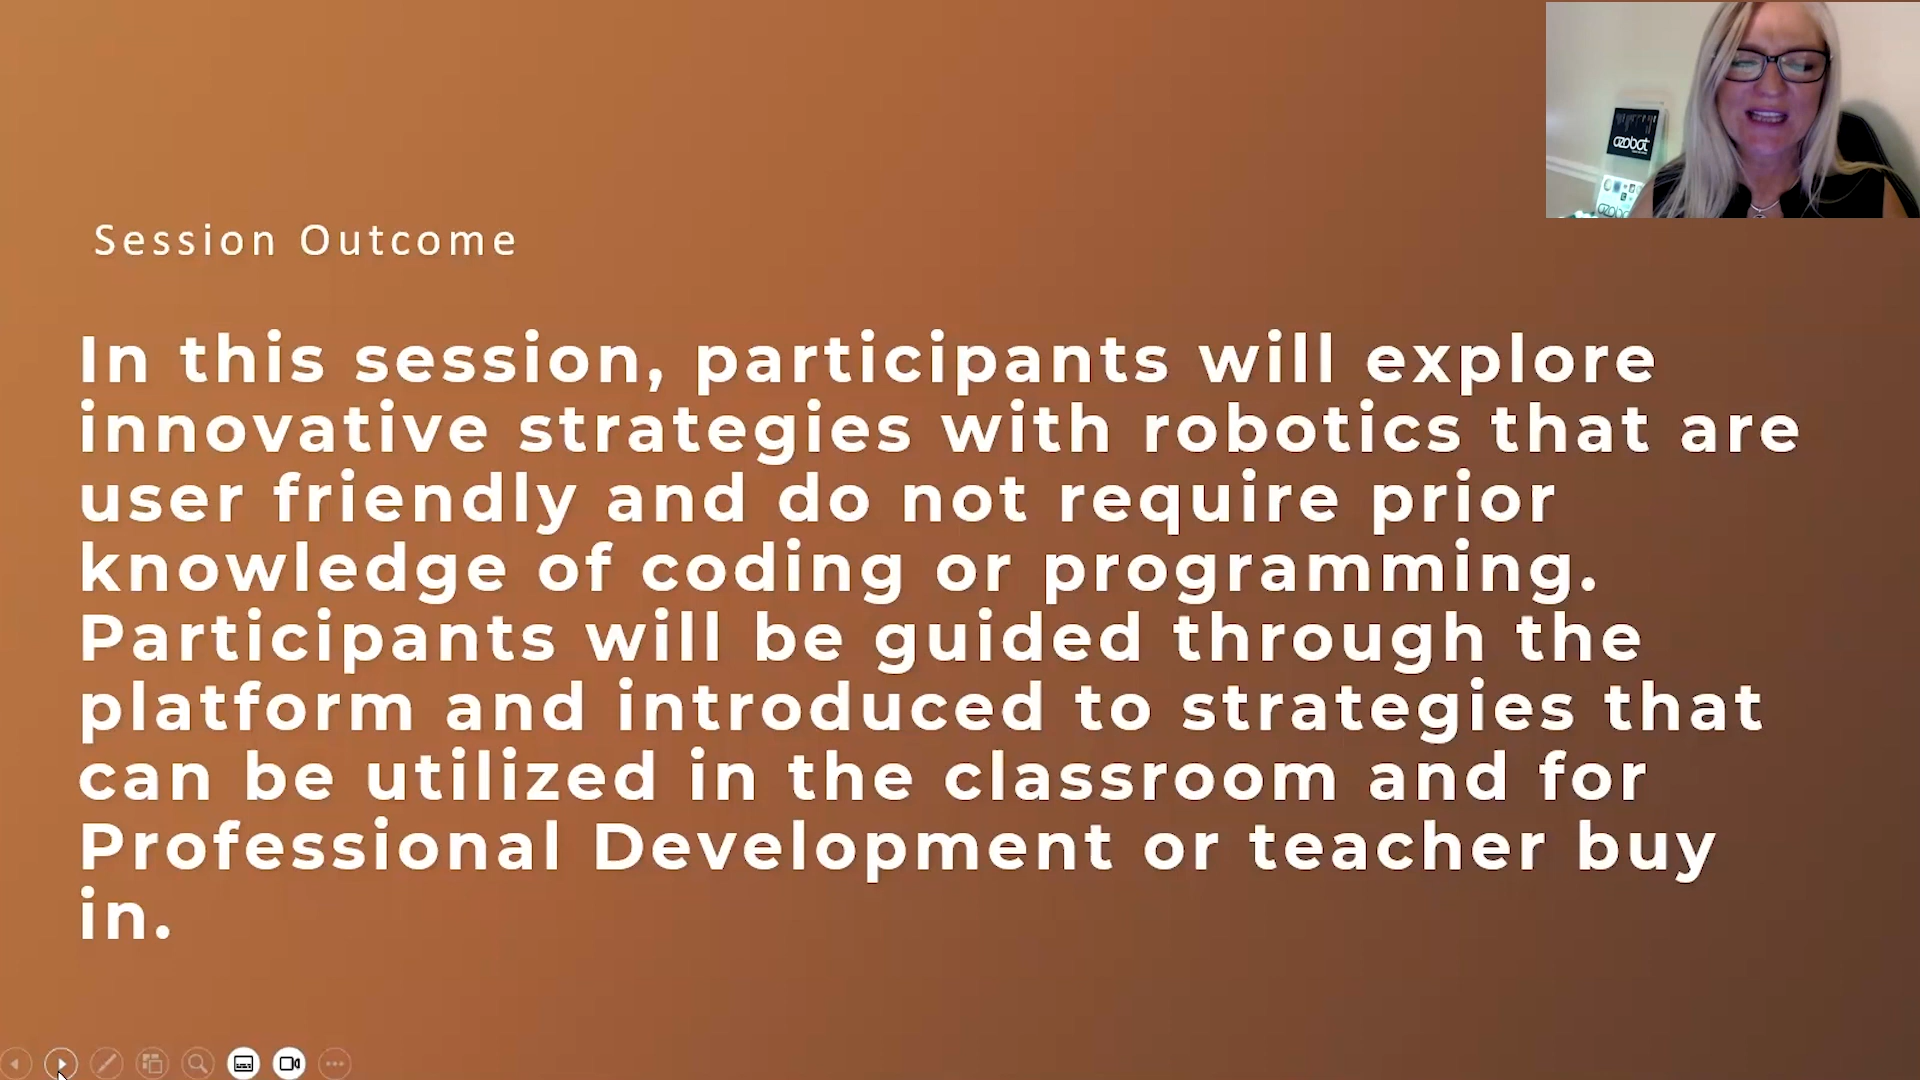 Session Outcome
In this session, participants will explore
innovative strategies with robotics that are
user friendly and do not require prior
knowledge of coding or programming.
Participants will be guided through the
platform and introduced to strategies that
can be utilized in the classroom and for
Professional Development or teacher buy
in.
ozobot
ozobot